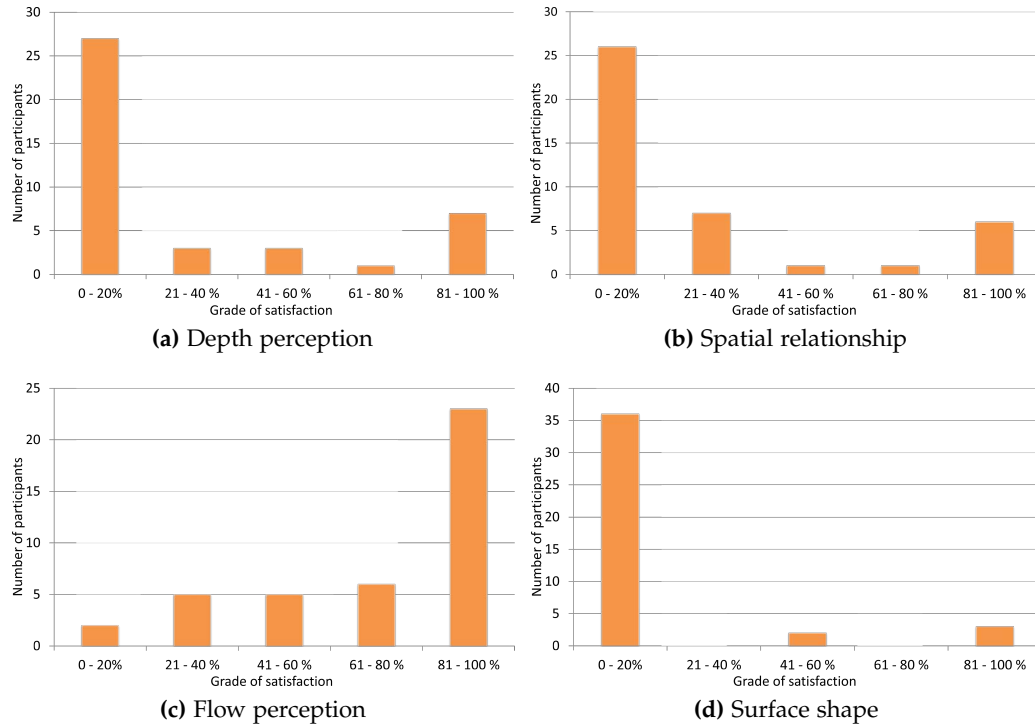 30
25
20
15
10
5
0
Number of participants
0 - 20% 21 - 40 % 41 - 60 % 61 - 80 % 81 - 100 %
Grade of satisfaction
(a) Depth perception
30
25
20
15
10
5
0
Number of participants
0 - 20% 21 - 40 % 41 - 60 % 61 - 80 % 81 - 100 %
Grade of satisfaction
(b) Spatial relationship
25
20
15
10
5
0
Number of participants
0 - 20% 21 - 40 % 41 - 60 % 61 - 80 % 81 - 100 %
Grade of satisfaction
(c) Flow perception
40
35
30
25
20
15
10
5
0
Number of participants
0 - 20% 21 - 40 % 41 - 60 % 61 - 80 % 81 - 100 %
Grade of satisfaction
(d) Surface shape